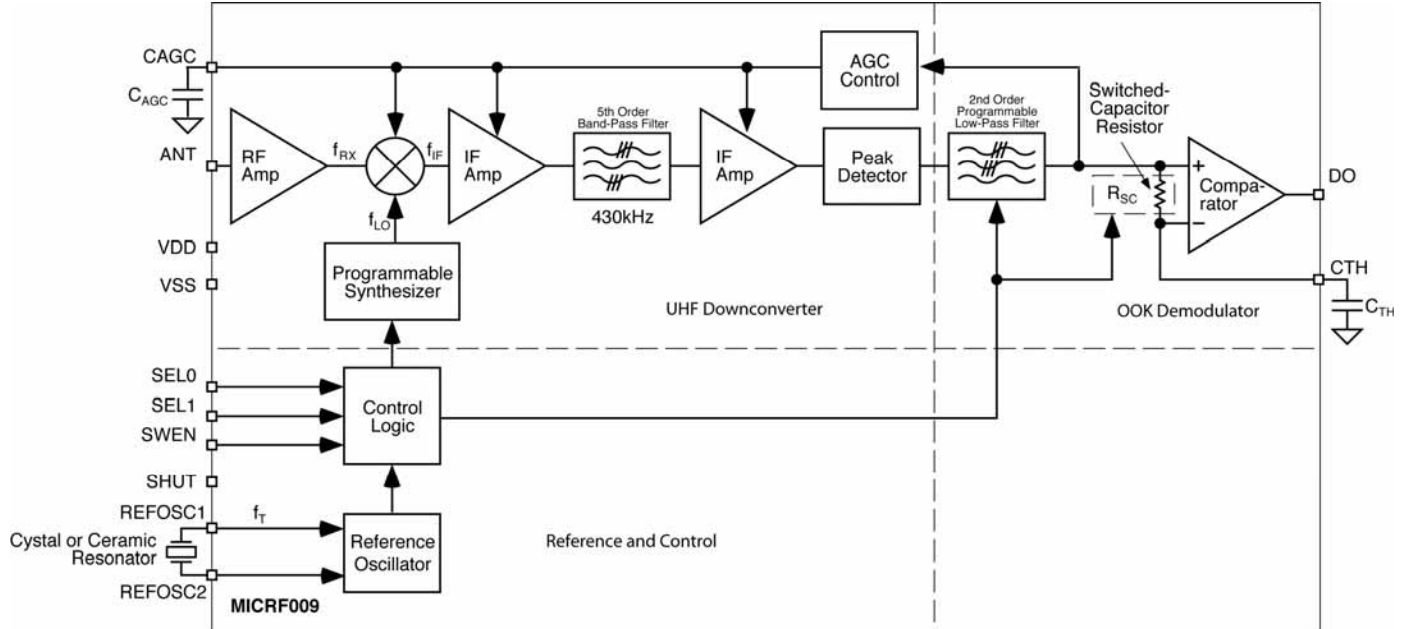 CAGC
C_AGC
AGC
Control
5th Order
Band-Pass Filter
2nd Order
Programmable
Low-Pass Filter
Switched-
Capacitor
Resistor
ANT
RF
Amp
f_RX
f_IF
IF
Amp
430kHz
IF
Amp
Peak
Detector
R_SC
+
−
Compa-
rator
DO
f_LO
VDD
VSS
Programmable
Synthesizer
UHF Downconverter
OOK Demodulator
CTH
C_TH
SEL0
SEL1
SWEN
Control
Logic
SHUT
REFOSC1
f_T
Cystal or Ceramic
Resonator
Reference
Oscillator
Reference and Control
REFOSC2
MICRF009